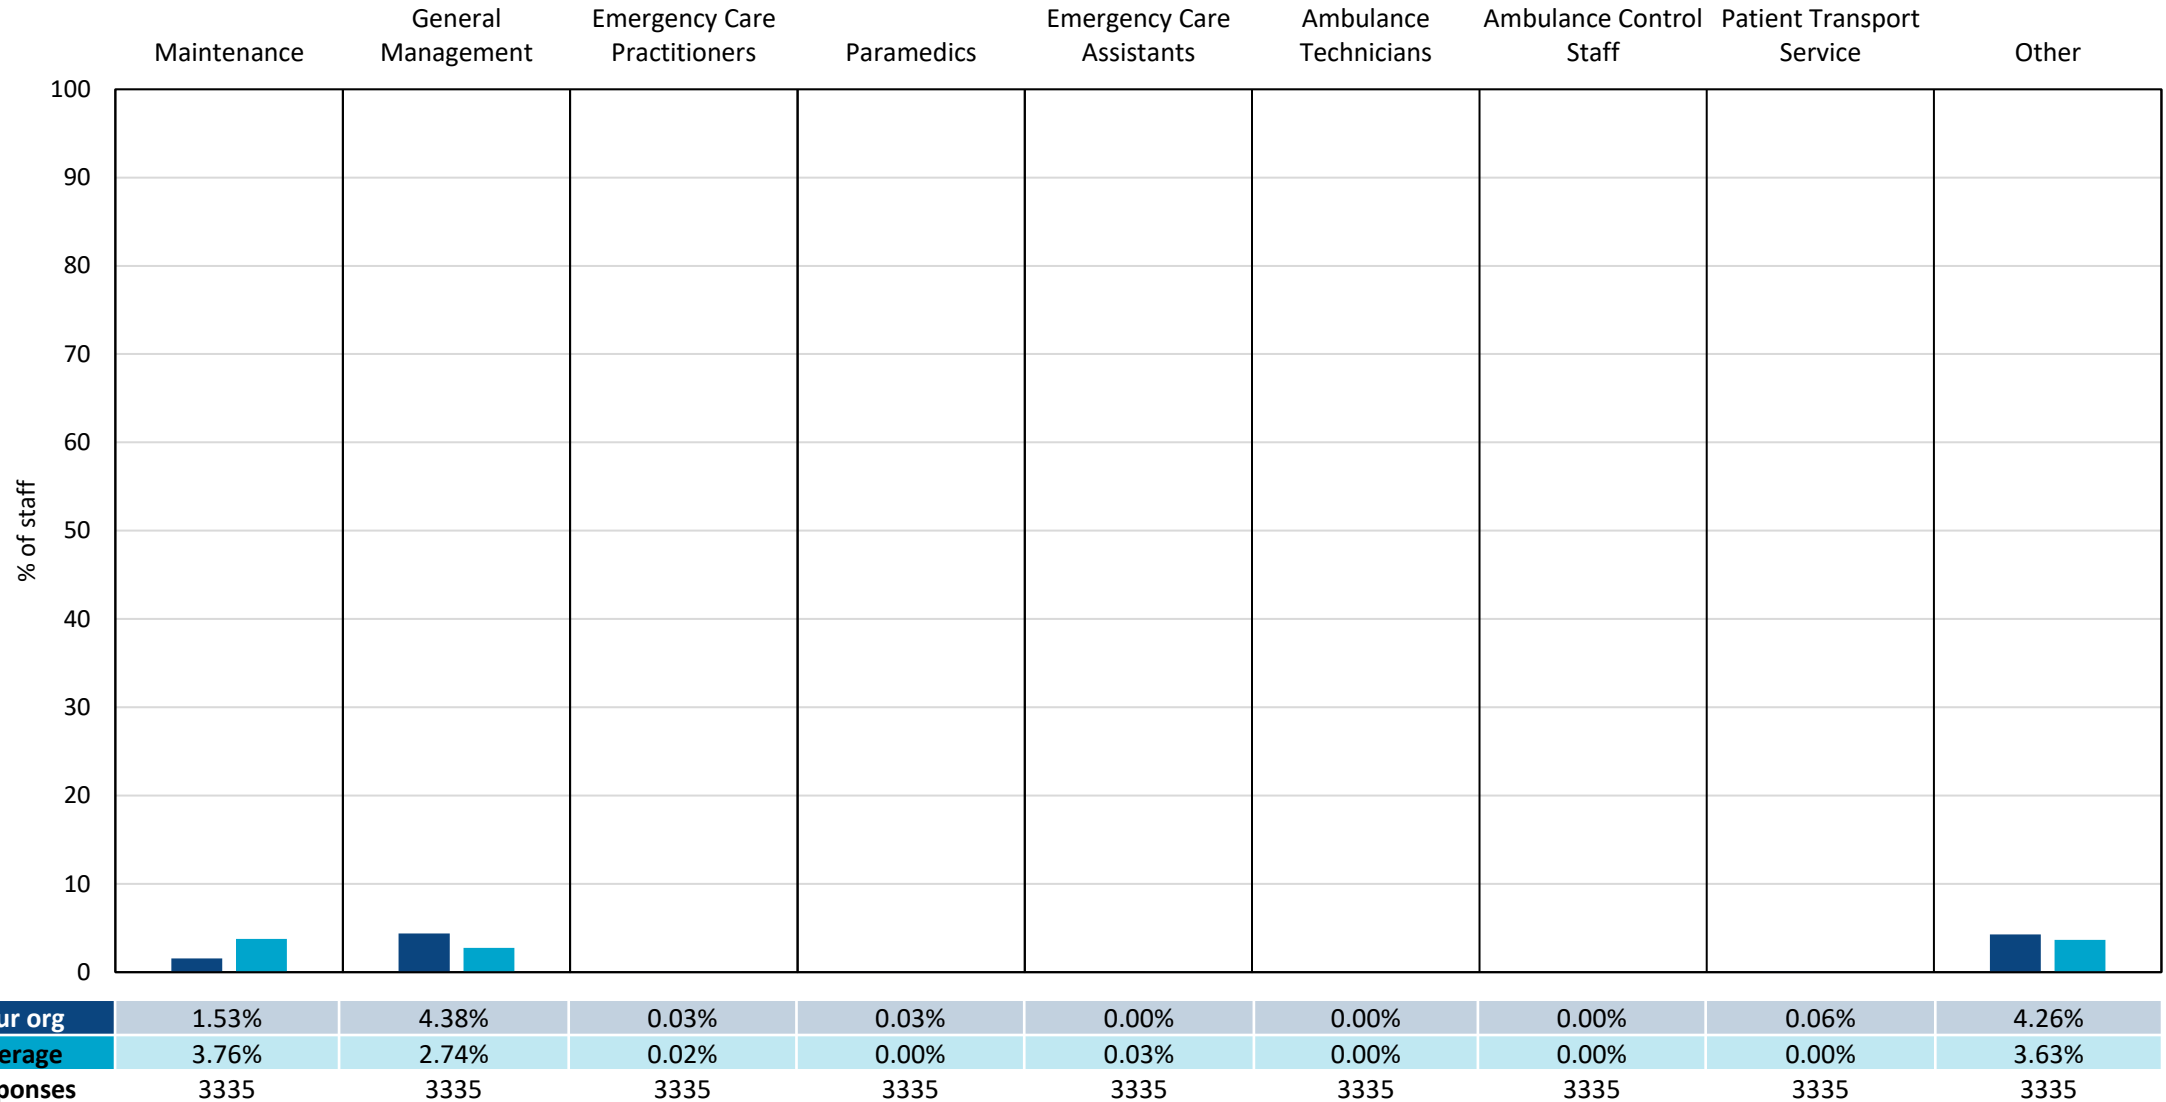 General Emergency Care Emergency Care Ambulance Ambulance Control Patient Transport
Maintenance Management Practitioners Paramedics Assistants Technicians Staff Service Other
100
90
80
70
60
50
40
30
20
10
0
% of staff
ur org 1.53% 4.38% 0.03% 0.03% 0.00% 0.00% 0.00% 0.06% 4.26%
erage 3.76% 2.74% 0.02% 0.00% 0.03% 0.00% 0.00% 0.00% 3.63%
ponses 3335 3335 3335 3335 3335 3335 3335 3335 3335